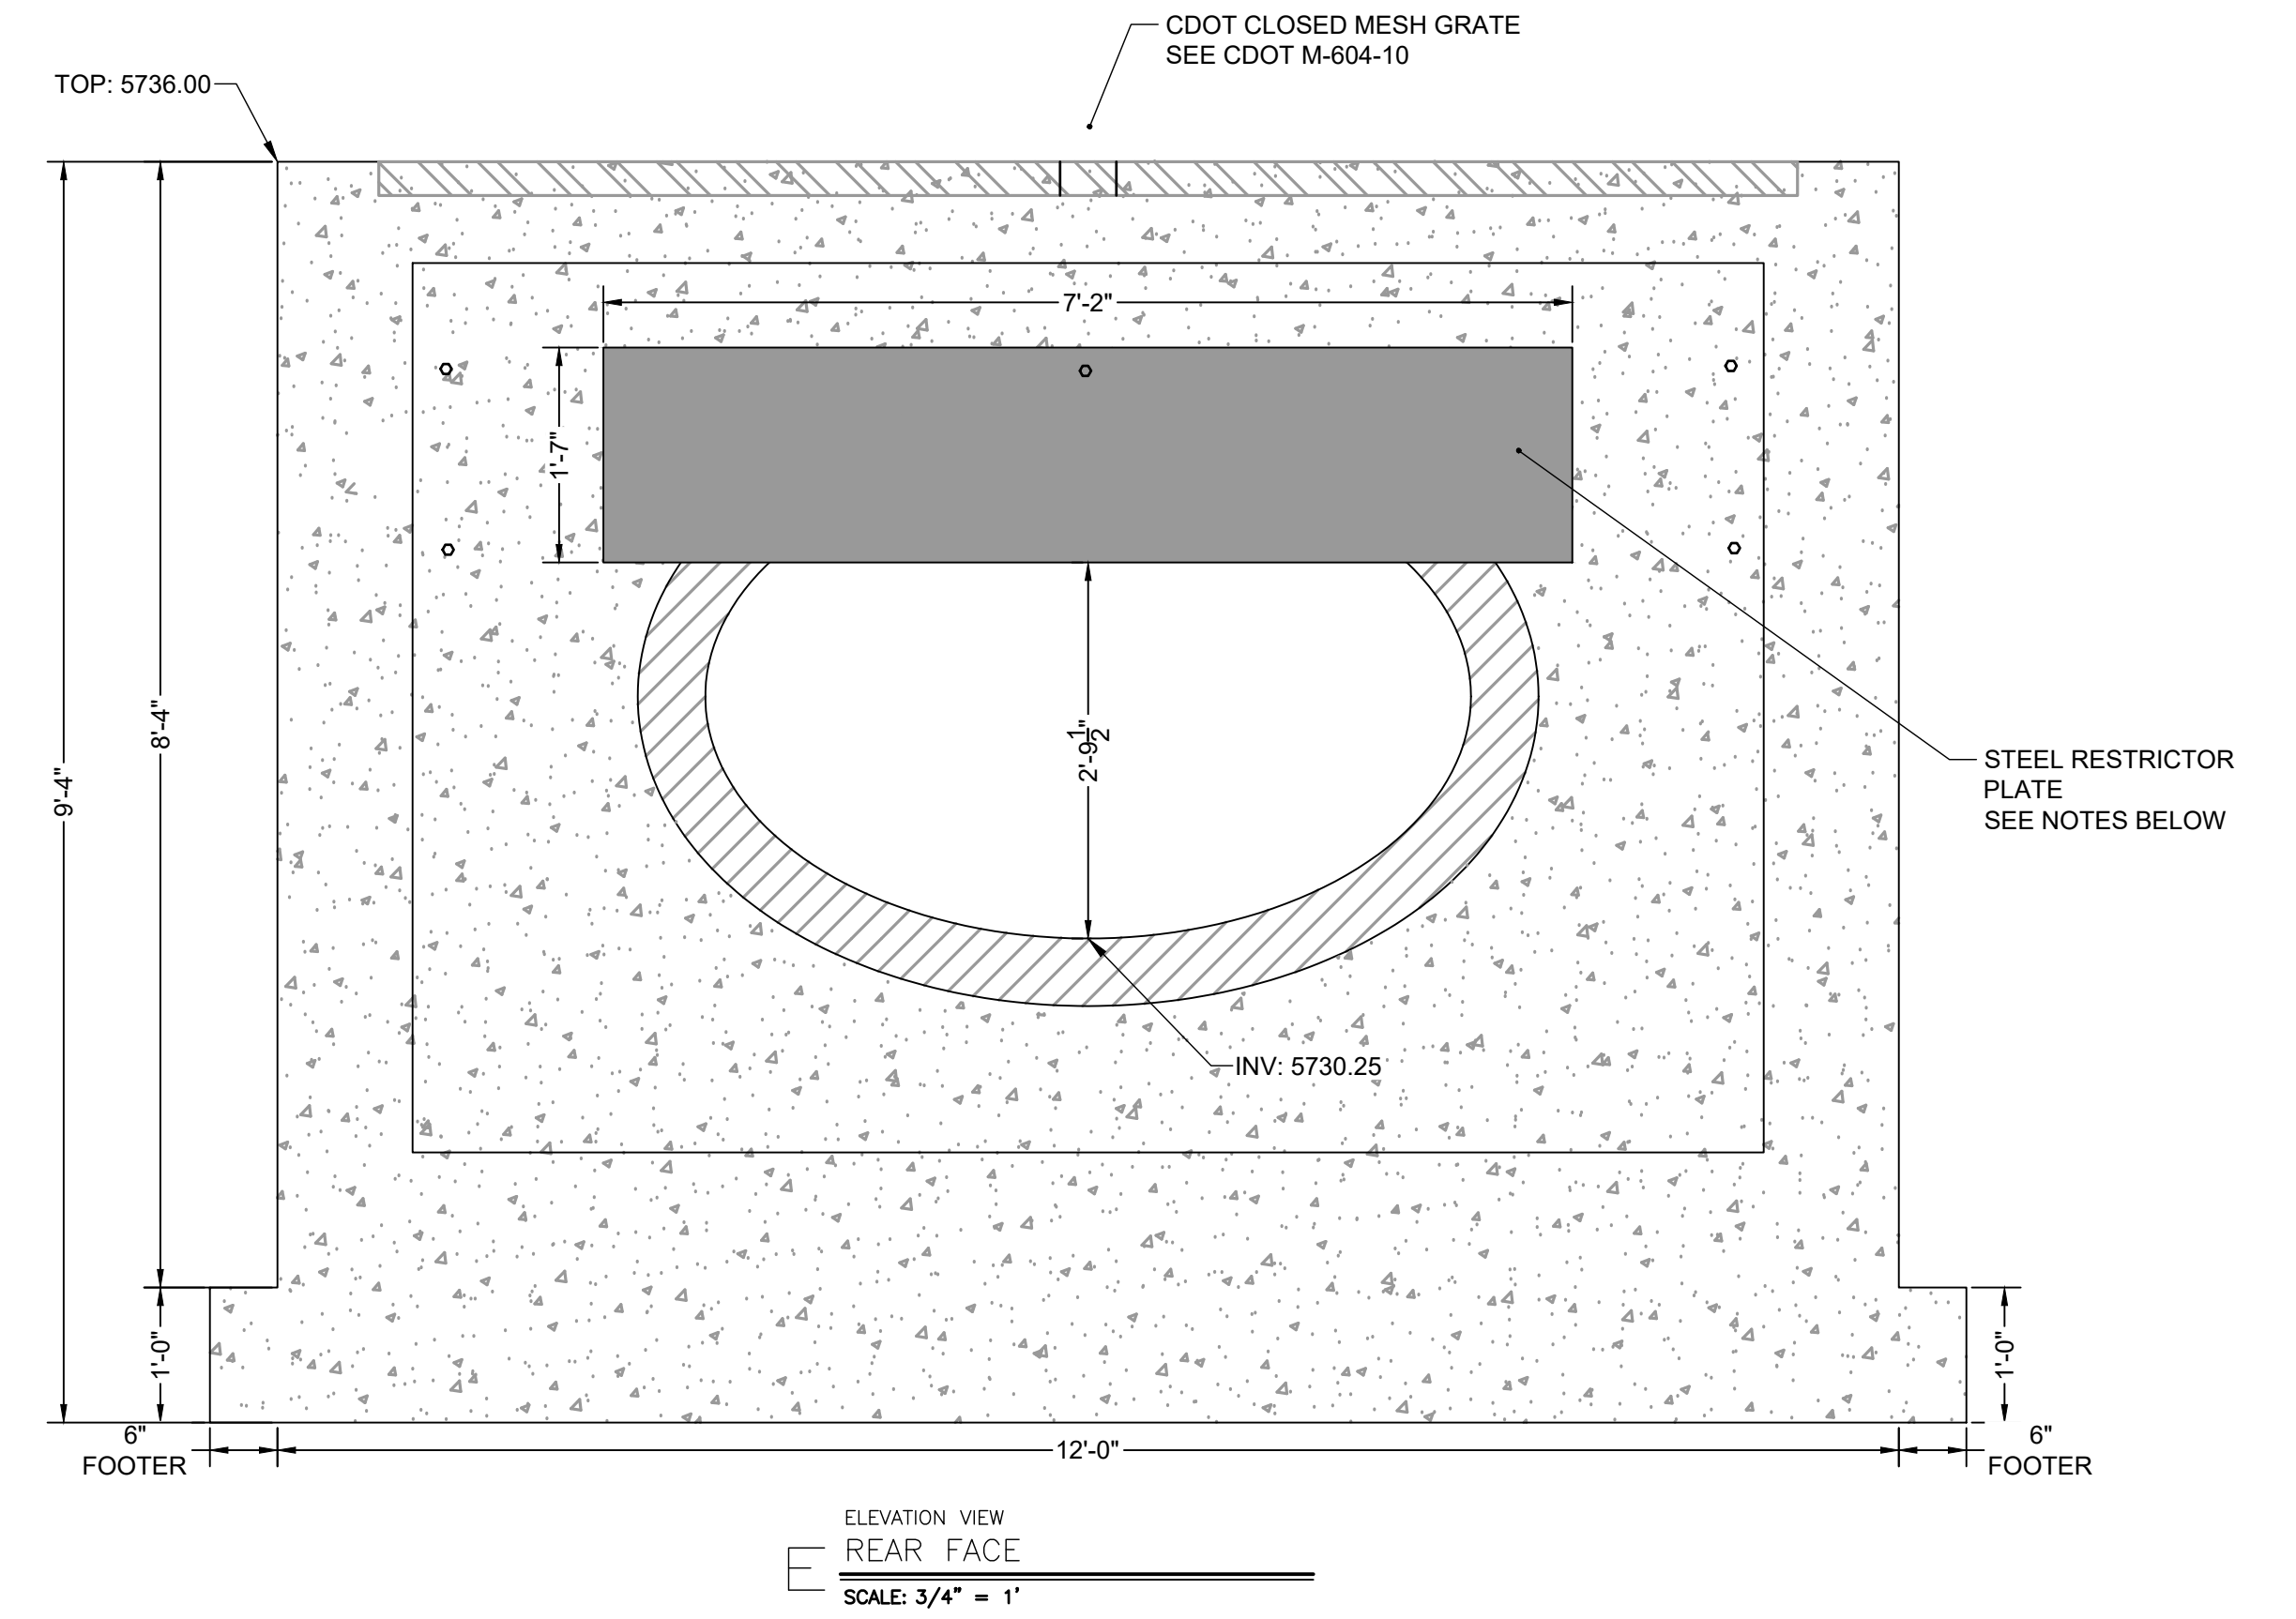 CDOT CLOSED MESH GRATE
SEE CDOT M-604-10
TOP: 5736.00
7'-2"
1'-7"
8'-4"
9'-4"
2'-9 1/2"
STEEL RESTRICTOR
PLATE
SEE NOTES BELOW
INV: 5730.25
1'-0"
1'-0"
6"
FOOTER
12'-0"
6"
FOOTER
ELEVATION VIEW
E
REAR FACE
SCALE: 3/4" = 1'